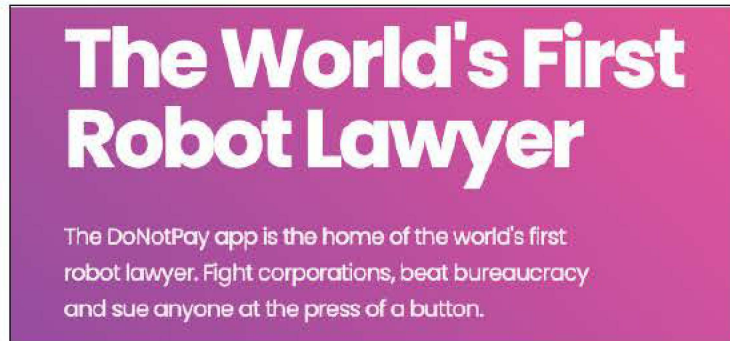 The World's First
Robot Lawyer
The DoNotPay app is the home of the world's first
robot lawyer. Fight corporations, beat bureaucracy
and sue anyone at the press of a button.